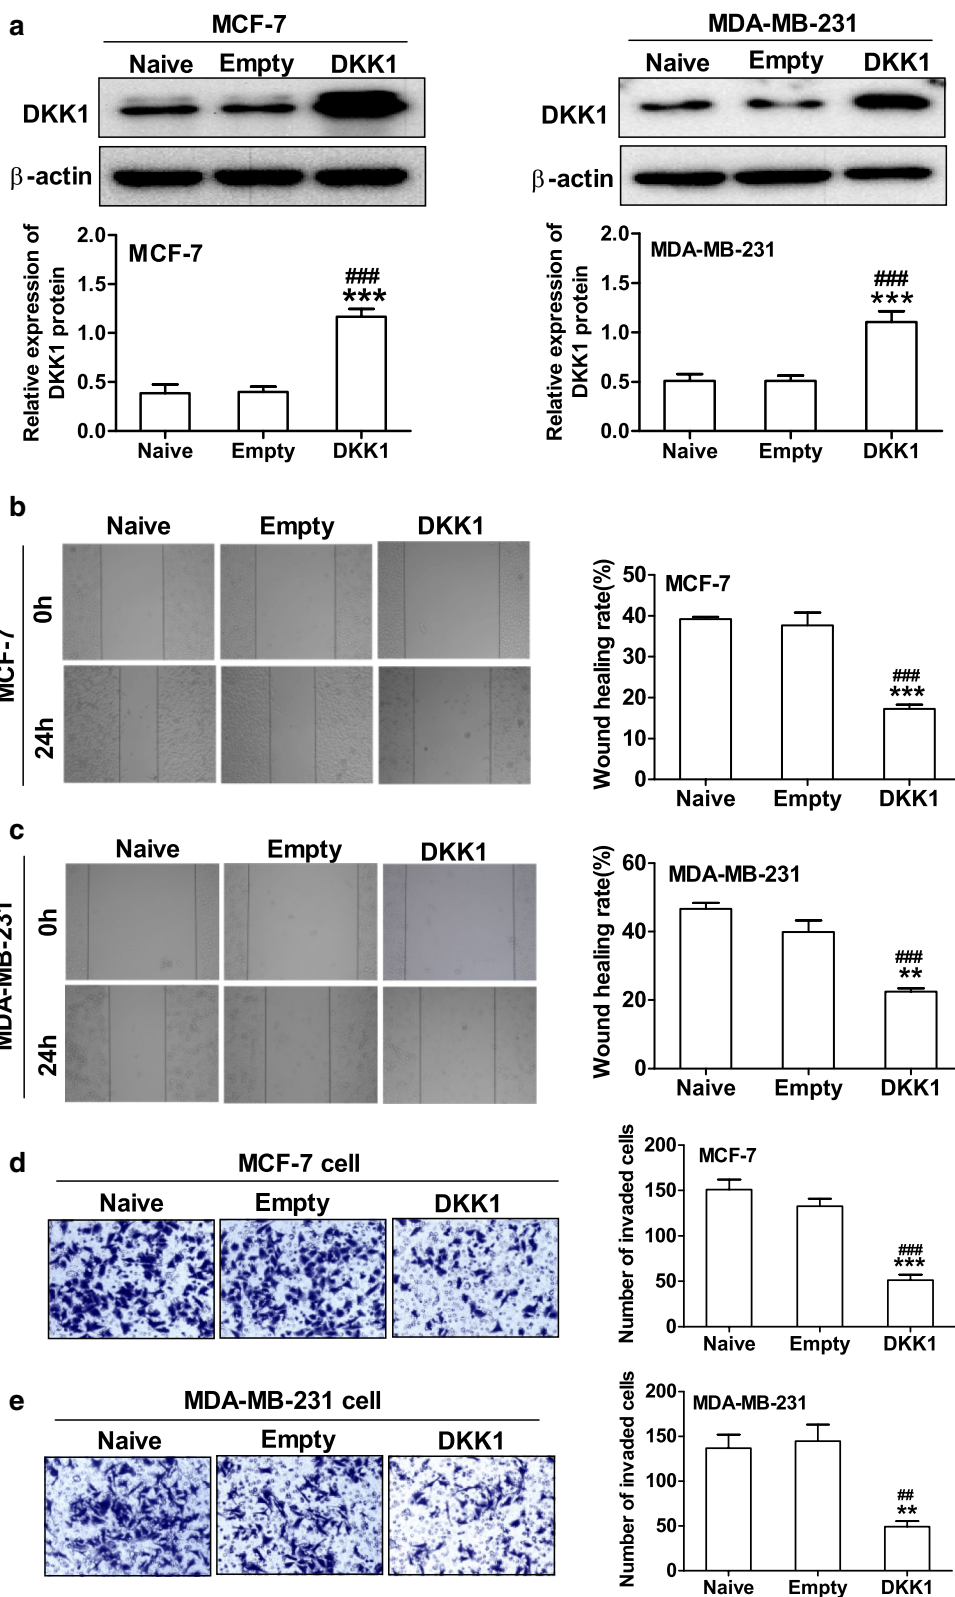 a
MCF-7
Naive Empty DKK1
DKK1
β-actin
MDA-MB-231
Naive Empty DKK1
DKK1
β-actin
Relative expression of
DKK1 protein
2.0
1.5
1.0
0.5
0.0
MCF-7
###
***
Naive Empty DKK1
Relative expression of
DKK1 protein
2.0
1.5
1.0
0.5
0.0
MDA-MB-231
###
***
Naive Empty DKK1
b
Naive Empty DKK1
MCF-7
0h
24h
Wound healing rate(%)
50
40
30
20
10
0
MCF-7
###
***
Naive Empty DKK1
c
Naive Empty DKK1
MDA-MB-231
0h
24h
Wound healing rate(%)
60
40
20
0
MDA-MB-231
###
**
Naive Empty DKK1
d
MCF-7 cell
Naive Empty DKK1
Number of invaded cells
200
150
100
50
0
MCF-7
###
***
Naive Empty DKK1
e
MDA-MB-231 cell
Naive Empty DKK1
Number of invaded cells
200
150
100
50
0
MDA-MB-231
##
**
Naive Empty DKK1